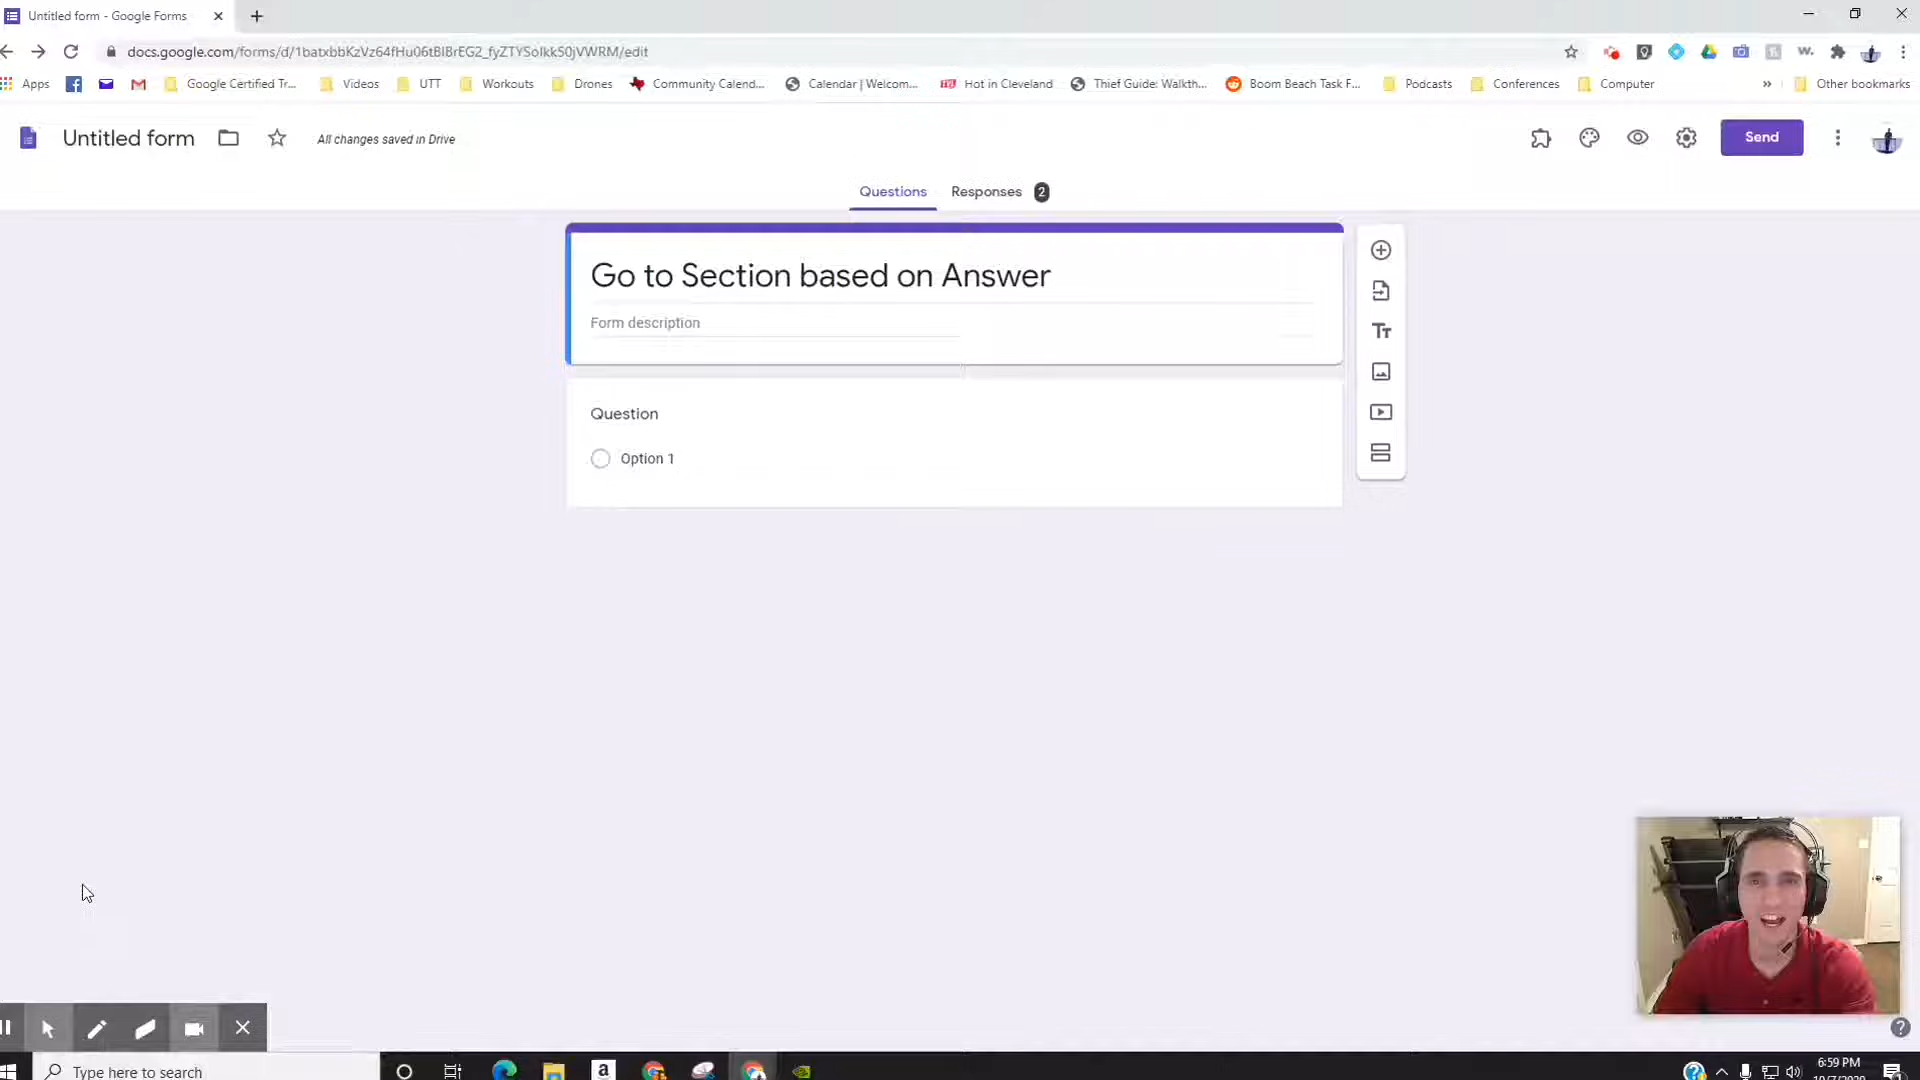 Untitled form - Google Forms
docs.google.com/forms/d/1batxbbKzVz64fHu06tBIBrEG2_fyZTYSoIkk50jVWRM/edit
Apps Google Certified Tr... Videos UTT Workouts Drones Community Calend... Calendar | Welcom... Hot in Cleveland Thief Guide: Walkth... Boom Beach Task F... Podcasts Conferences Computer » Other bookmarks
Untitled form All changes saved in Drive Send
Questions Responses 2
Go to Section based on Answer
Form description
Question
Option 1
Type here to search
6:59 PM